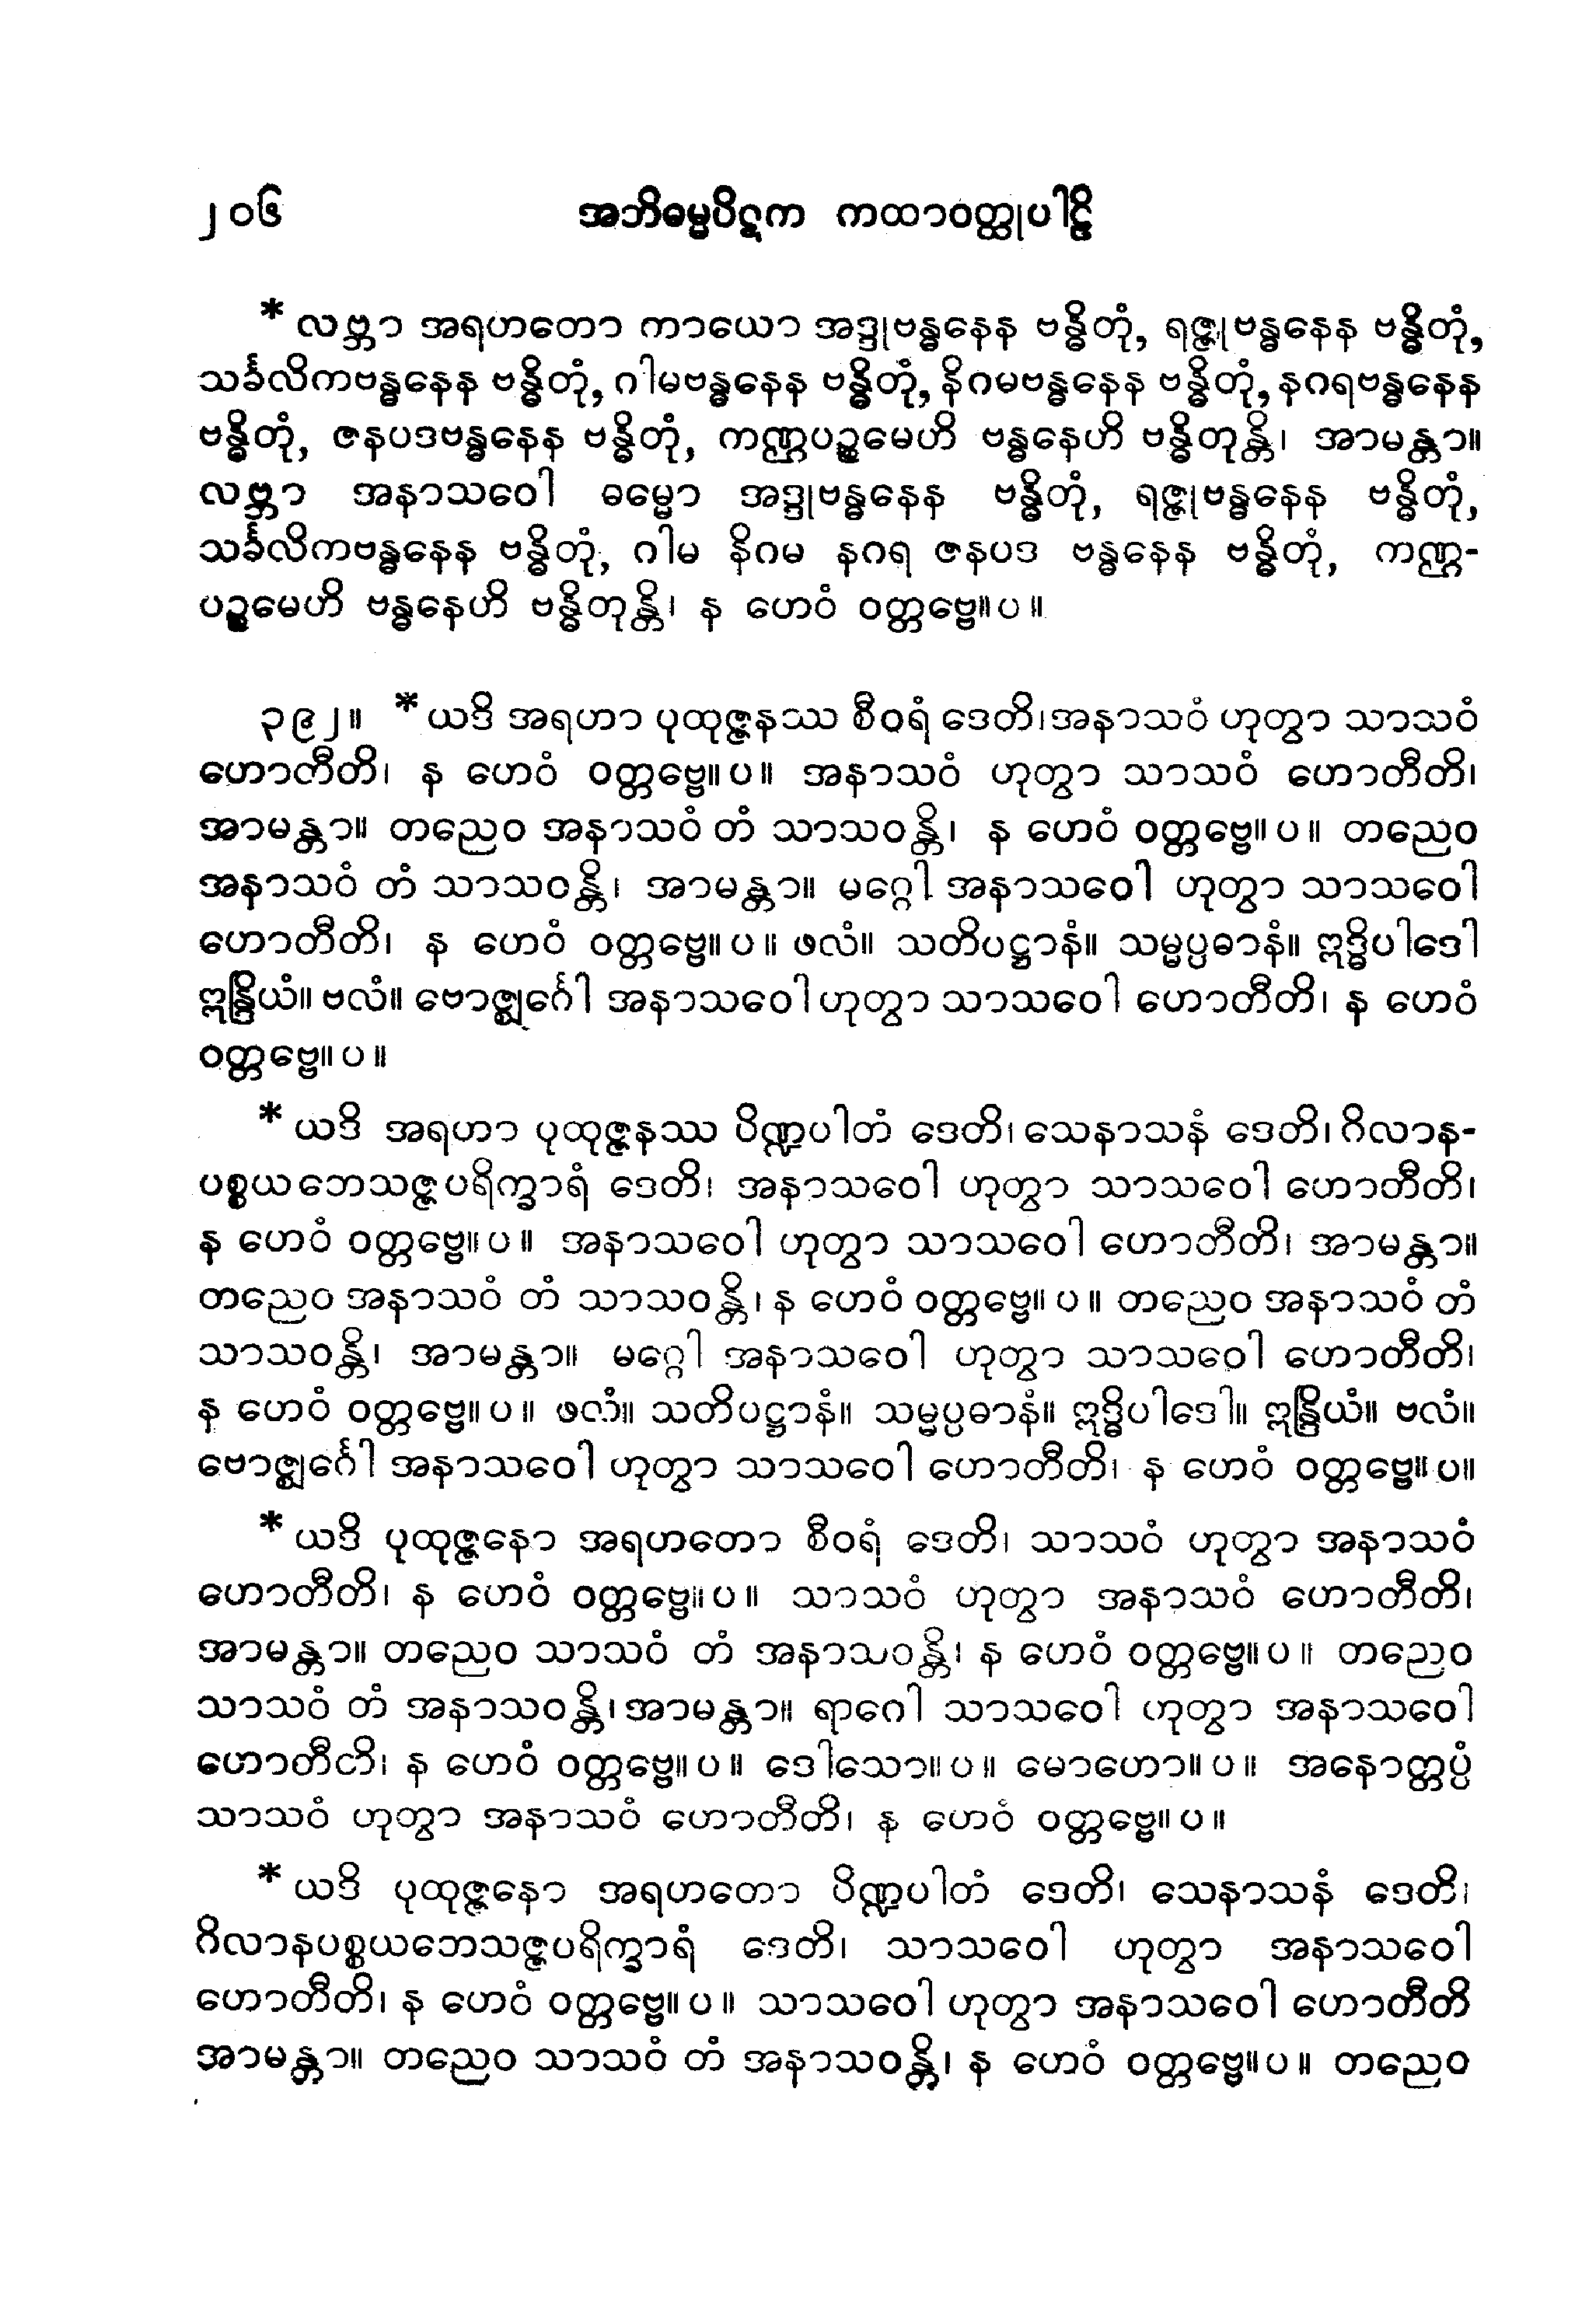 ၂၀၆ အဘိဓမ္မပိဋက ကထာဝတ္ထုပါဠိ
* လဗ္ဘာ အရဟတော ကာယော အဒ္ဒုဗန္ဓနေန ဗန္ဓိတုံ, ရဇ္ဇုဗန္ဓနေန ဗန္ဓိတုံ,
သင်္ခလိကဗန္ဓနေန ဗန္ဓိတုံ, ဂါမဗန္ဓနေန ဗန္ဓိတုံ, နိဂမဗန္ဓနေန ဗန္ဓိတုံ, နဂရဗန္ဓနေန
ဗန္ဓိတုံ, ဇနပဒဗန္ဓနေန ဗန္ဓိတုံ, ကဏ္ဌပဉ္စမေဟိ ဗန္ဓနေဟိ ဗန္ဓိတုန္တိ၊ အာမန္တာ။
လဗ္ဘာ အနာသဝေါ ဓမ္မော အဒ္ဒုဗန္ဓနေန ဗန္ဓိတုံ, ရဇ္ဇုဗန္ဓနေန ဗန္ဓိတုံ,
သင်္ခလိကဗန္ဓနေန ဗန္ဓိတုံ, ဂါမ နိဂမ နဂရ ဇနပဒ ဗန္ဓနေန ဗန္ဓိတုံ, ကဏ္ဌ-
ပဉ္စမေဟိ ဗန္ဓနေဟိ ဗန္ဓိတုန္တိ၊ န ဟေဝံ ဝတ္တဗ္ဗေ။ ပ ။
၃၉၂။ * ယဒိ အရဟာ ပုထုဇ္ဇနဿ စီဝရံ ဒေတိ၊ အနာသဝံ ဟုတွာ သာသဝံ
ဟောတီတိ၊ န ဟေဝံ ဝတ္တဗ္ဗေ။ ပ ။ အနာသဝံ ဟုတွာ သာသဝံ ဟောတီတိ၊
အာမန္တာ။ တညေဝ အနာသဝံ တံ သာသဝန္တိ၊ န ဟေဝံ ဝတ္တဗ္ဗေ။ ပ ။ တညေဝ
အနာသဝံ တံ သာသဝန္တိ၊ အာမန္တာ။ မဂ္ဂေါ အနာသဝေါ ဟုတွာ သာသဝေါ
ဟောတီတိ၊ န ဟေဝံ ဝတ္တဗ္ဗေ။ ပ ။ ဖလံ။ သတိပဋ္ဌာနံ။ သမ္မပ္ပဓာနံ။ ဣဒ္ဓိပါဒေါ
ဣန္ဒြိယံ။ ဗလံ။ ဗောဇ္ဈင်္ဂေါ အနာသဝေါ ဟုတွာ သာသဝေါ ဟောတီတိ၊ န ဟေဝံ
ဝတ္တဗ္ဗေ။ ပ ။
* ယဒိ အရဟာ ပုထုဇ္ဇနဿ ပိဏ္ဍပါတံ ဒေတိ၊ သေနာသနံ ဒေတိ၊ ဂိလာန-
ပစ္စယဘေသဇ္ဇပရိက္ခာရံ ဒေတိ၊ အနာသဝေါ ဟုတွာ သာသဝေါ ဟောတီတိ၊
န ဟေဝံ ဝတ္တဗ္ဗေ။ ပ ။ အနာသဝေါ ဟုတွာ သာသဝေါ ဟောတီတိ၊ အာမန္တာ။
တညေဝ အနာသဝံ တံ သာသဝန္တိ၊ န ဟေဝံ ဝတ္တဗ္ဗေ။ ပ ။ တညေဝ အနာသဝံ တံ
သာသဝန္တိ၊ အာမန္တာ။ မဂ္ဂေါ အနာသဝေါ ဟုတွာ သာသဝေါ ဟောတီတိ၊
န ဟေဝံ ဝတ္တဗ္ဗေ။ ပ ။ ဖလံ။ သတိပဋ္ဌာနံ။ သမ္မပ္ပဓာနံ။ ဣဒ္ဓိပါဒေါ။ ဣန္ဒြိယံ။ ဗလံ။
ဗောဇ္ဈင်္ဂေါ အနာသဝေါ ဟုတွာ သာသဝေါ ဟောတီတိ၊ န ဟေဝံ ဝတ္တဗ္ဗေ။ ပ။
* ယဒိ ပုထုဇ္ဇနော အရဟတော စီဝရံ ဒေတိ၊ သာသဝံ ဟုတွာ အနာသဝံ
ဟောတီတိ၊ န ဟေဝံ ဝတ္တဗ္ဗေ။ ပ ။ သာသဝံ ဟုတွာ အနာသဝံ ဟောတီတိ၊
အာမန္တာ။ တညေဝ သာသဝံ တံ အနာသဝန္တိ၊ န ဟေဝံ ဝတ္တဗ္ဗေ။ ပ ။ တညေဝ
သာသဝံ တံ အနာသဝန္တိ၊ အာမန္တာ။ ရာဂေါ သာသဝေါ ဟုတွာ အနာသဝေါ
ဟောတီတိ၊ န ဟေဝံ ဝတ္တဗ္ဗေ။ ပ ။ ဒေါသော။ ပ ။ မောဟော။ ပ ။ အနောတ္တပ္ပံ
သာသဝံ ဟုတွာ အနာသဝံ ဟောတီတိ၊ န ဟေဝံ ဝတ္တဗ္ဗေ။ ပ ။
* ယဒိ ပုထုဇ္ဇနော အရဟတော ပိဏ္ဍပါတံ ဒေတိ၊ သေနာသနံ ဒေတိ၊
ဂိလာနပစ္စယဘေသဇ္ဇပရိက္ခာရံ ဒေတိ၊ သာသဝေါ ဟုတွာ အနာသဝေါ
ဟောတီတိ၊ န ဟေဝံ ဝတ္တဗ္ဗေ။ ပ ။ သာသဝေါ ဟုတွာ အနာသဝေါ ဟောတီတိ
အာမန္တာ။ တညေဝ သာသဝံ တံ အနာသဝန္တိ၊ န ဟေဝံ ဝတ္တဗ္ဗေ။ ပ ။ တညေဝ